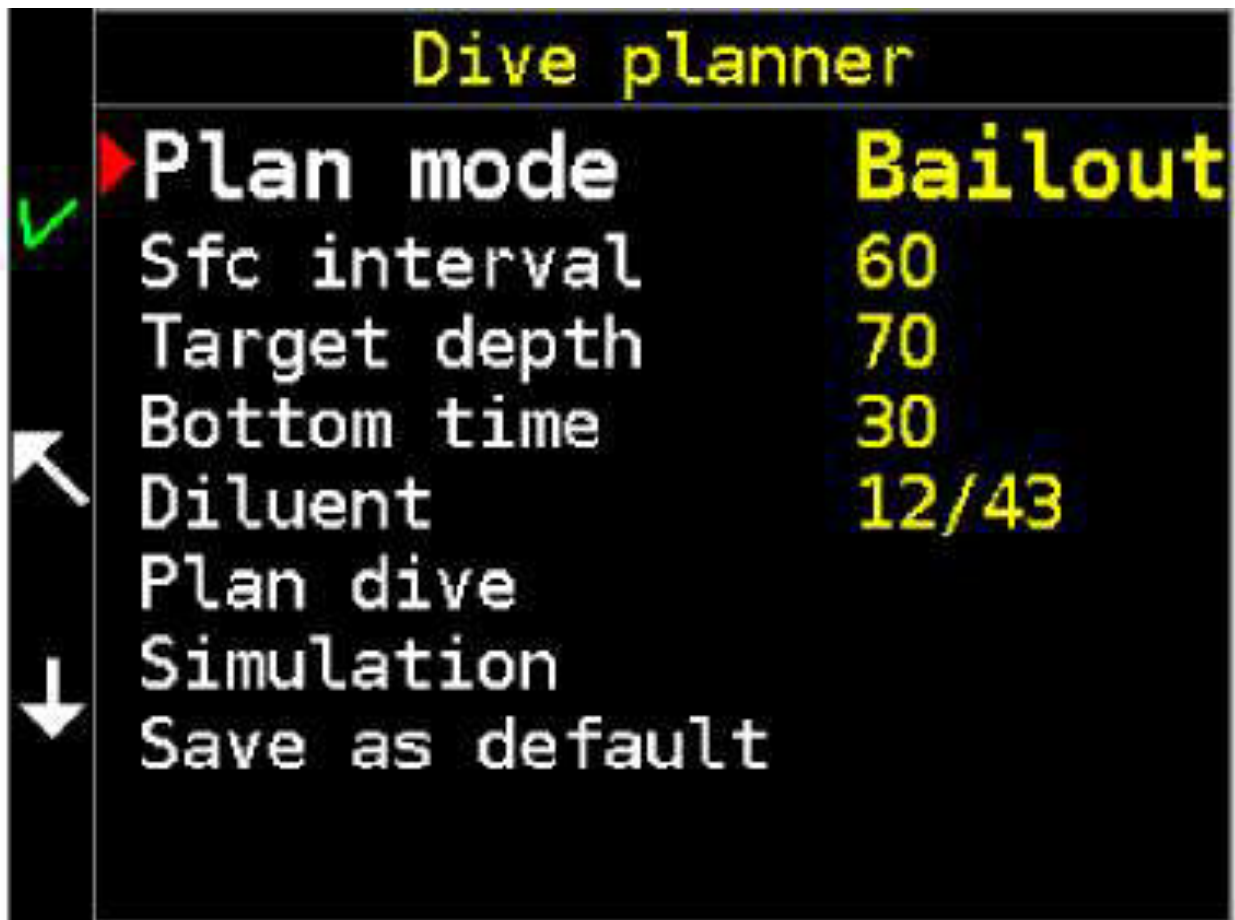 Dive planner
Plan mode Bailout
Sfc interval 60
Target depth 70
Bottom time 30
Diluent 12/43
Plan dive
Simulation
Save as default